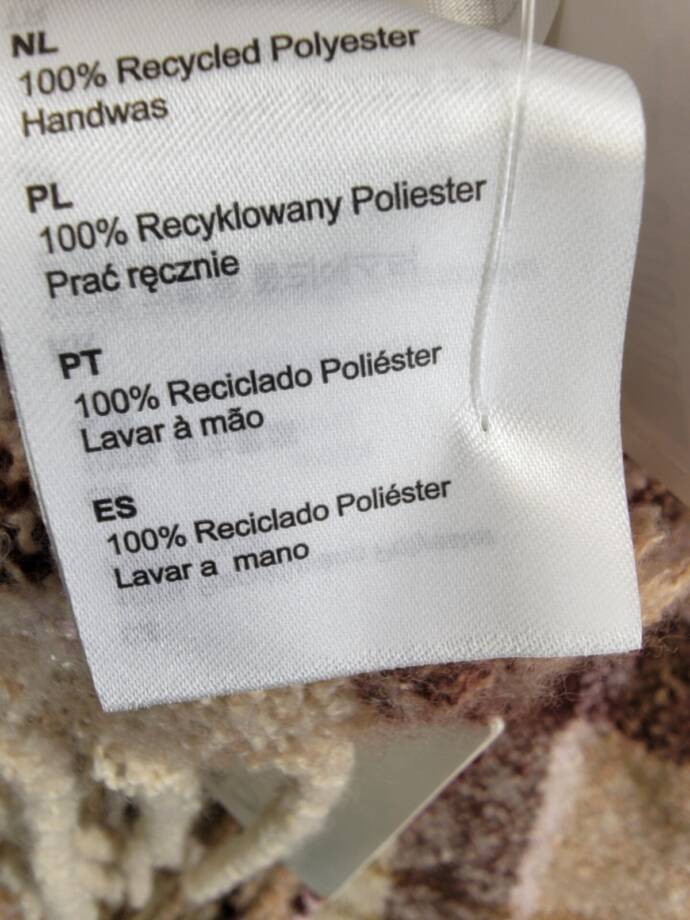 NL
100% Recycled Polyester
Handwas
PL
100% Recyklowany Poliester
Prać ręcznie
PT
100% Reciclado Poliéster
Lavar à mão
ES
100% Reciclado Poliéster
Lavar a mano